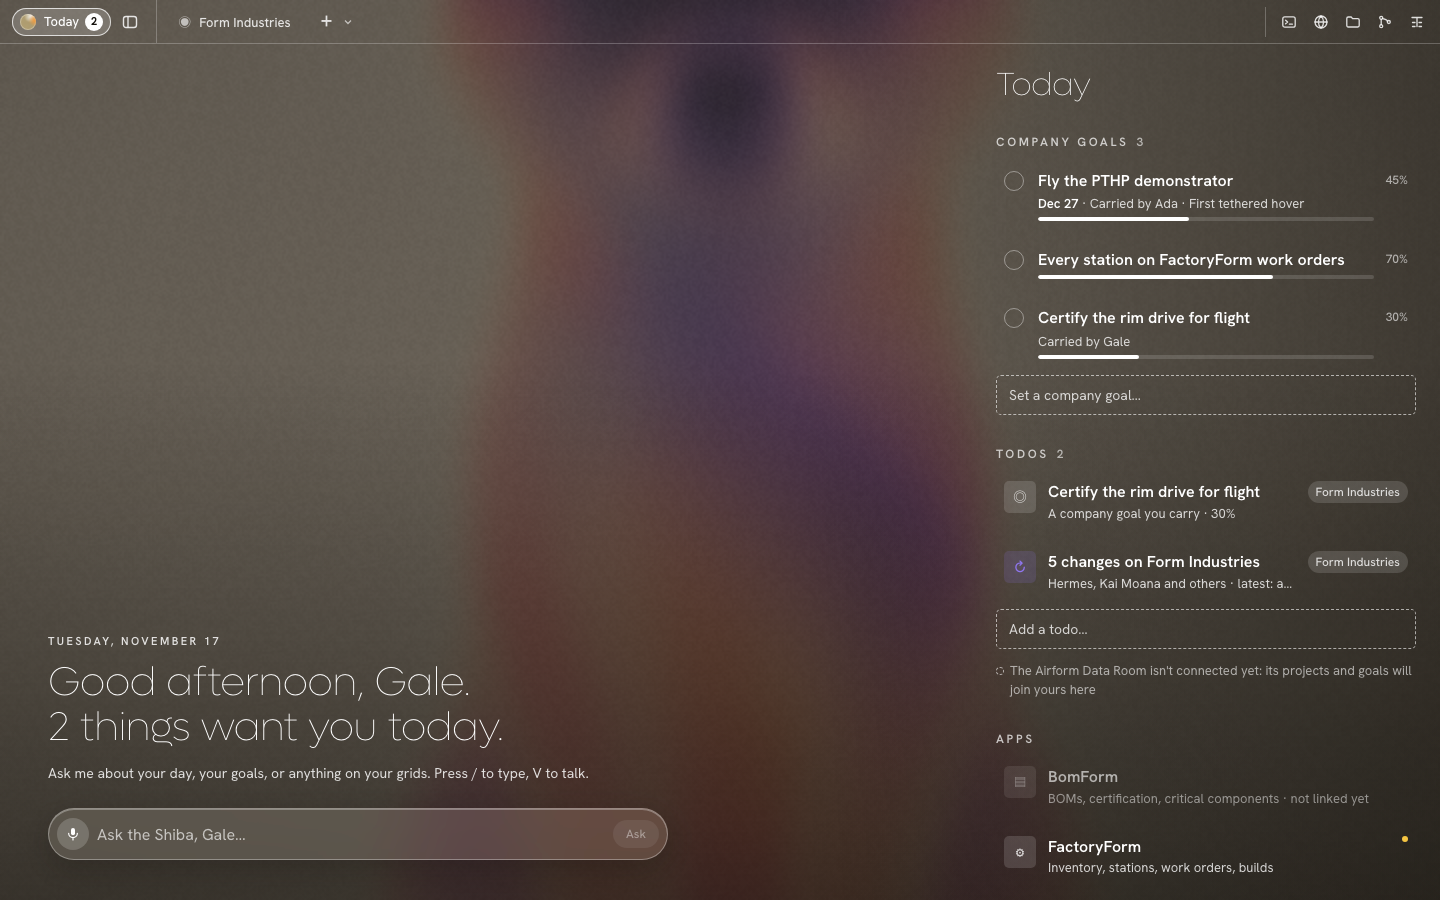 Today 2
Form Industries
Today
COMPANY GOALS 3
Fly the PTHP demonstrator 45%
Dec 27 · Carried by Ada · First tethered hover
Every station on FactoryForm work orders 70%
Certify the rim drive for flight 30%
Carried by Gale
Set a company goal...
TODOS 2
Certify the rim drive for flight Form Industries
A company goal you carry · 30%
5 changes on Form Industries Form Industries
Hermes, Kai Moana and others · latest: a...
Add a todo...
The Airform Data Room isn't connected yet: its projects and goals will
join yours here
APPS
BomForm
BOMs, certification, critical components · not linked yet
FactoryForm
Inventory, stations, work orders, builds
TUESDAY, NOVEMBER 17
Good afternoon, Gale.
2 things want you today.
Ask me about your day, your goals, or anything on your grids. Press / to type, V to talk.
Ask the Shiba, Gale... Ask